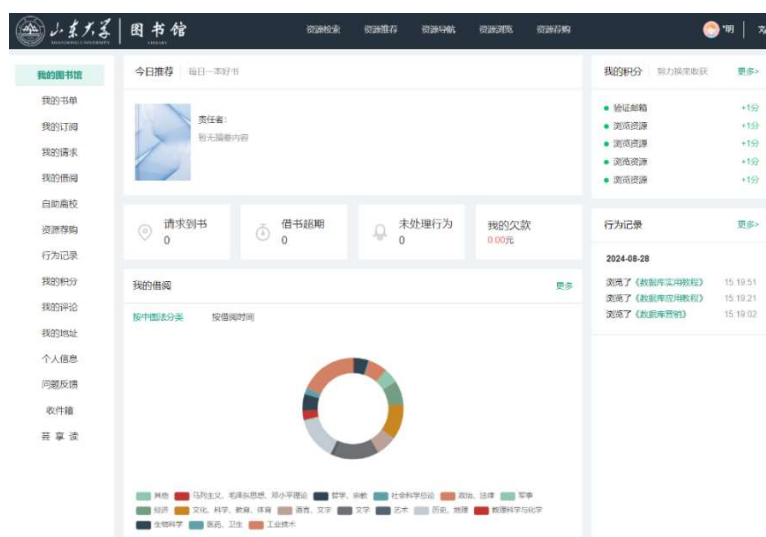 山东大学 图书馆
SHANDONG UNIVERSITY LIBRARY
资源检索 资源推荐 资源导航 资源浏览 资源荐购 *明
我的图书馆
我的书单
我的订阅
我的请求
我的借阅
自助离校
资源荐购
行为记录
我的积分
我的评论
我的地址
个人信息
问题反馈
收件箱
荟 享 读
今日推荐 每日一本好书
责任者:
暂无摘要内容
请求到书
0
借书超期
0
未处理行为
0
我的欠款
0.00元
我的借阅 更多
按中图法分类 按借阅时间
其他 马列主义、毛泽东思想、邓小平理论 哲学、宗教 社会科学总论 政治、法律 军事
经济 文化、科学、教育、体育 语言、文字 文学 艺术 历史、地理 数理科学与化学
生物科学 医药、卫生 工业技术
我的积分 努力换来收获 更多>
验证邮箱 +1分
浏览资源 +1分
浏览资源 +1分
浏览资源 +1分
浏览资源 +1分
行为记录 更多>
2024-08-28
浏览了《数据库实用教程》 15:19:51
浏览了《数据库应用教程》 15:19:21
浏览了《数据库营销》 15:19:02